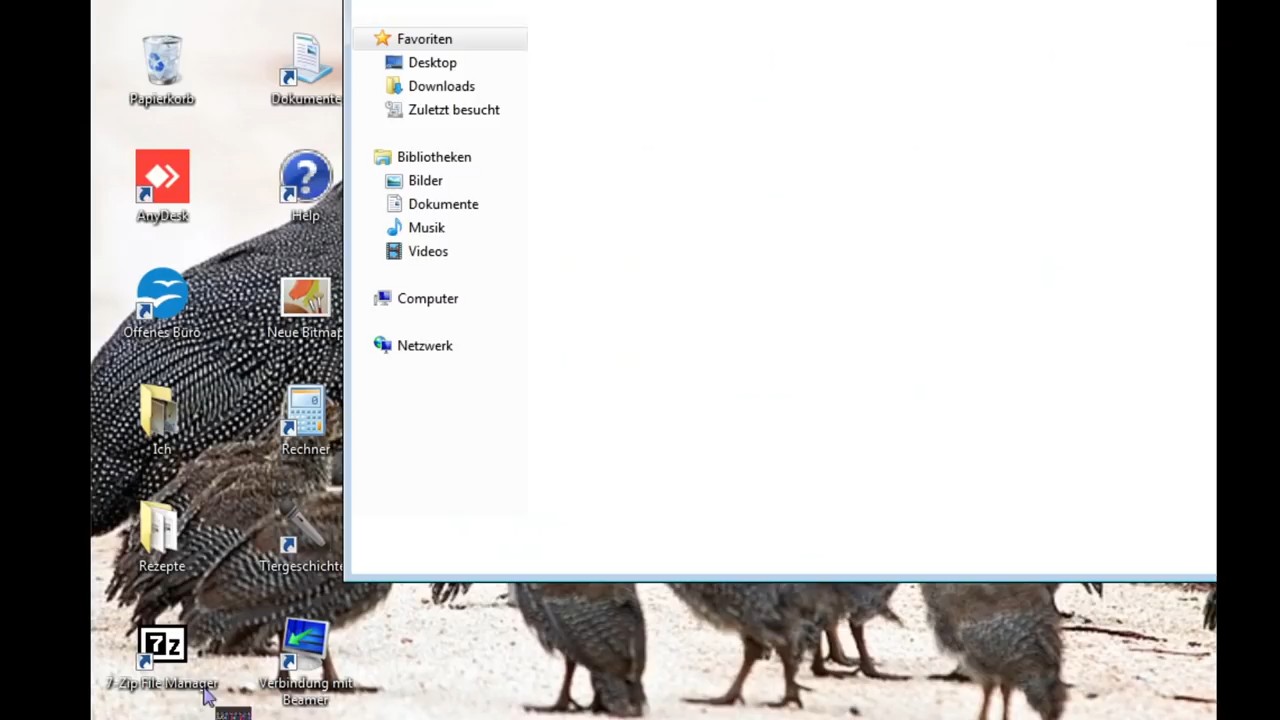 Papierkorb
Dokumente
AnyDesk
Help
Offenes Büro
Neue Bitmap
Ich
Rechner
Rezepte
Tiergeschichte
7z
7-Zip File Manager
Verbindung mit
Beamer
Favoriten
Desktop
Downloads
Zuletzt besucht
Bibliotheken
Bilder
Dokumente
Musik
Videos
Computer
Netzwerk